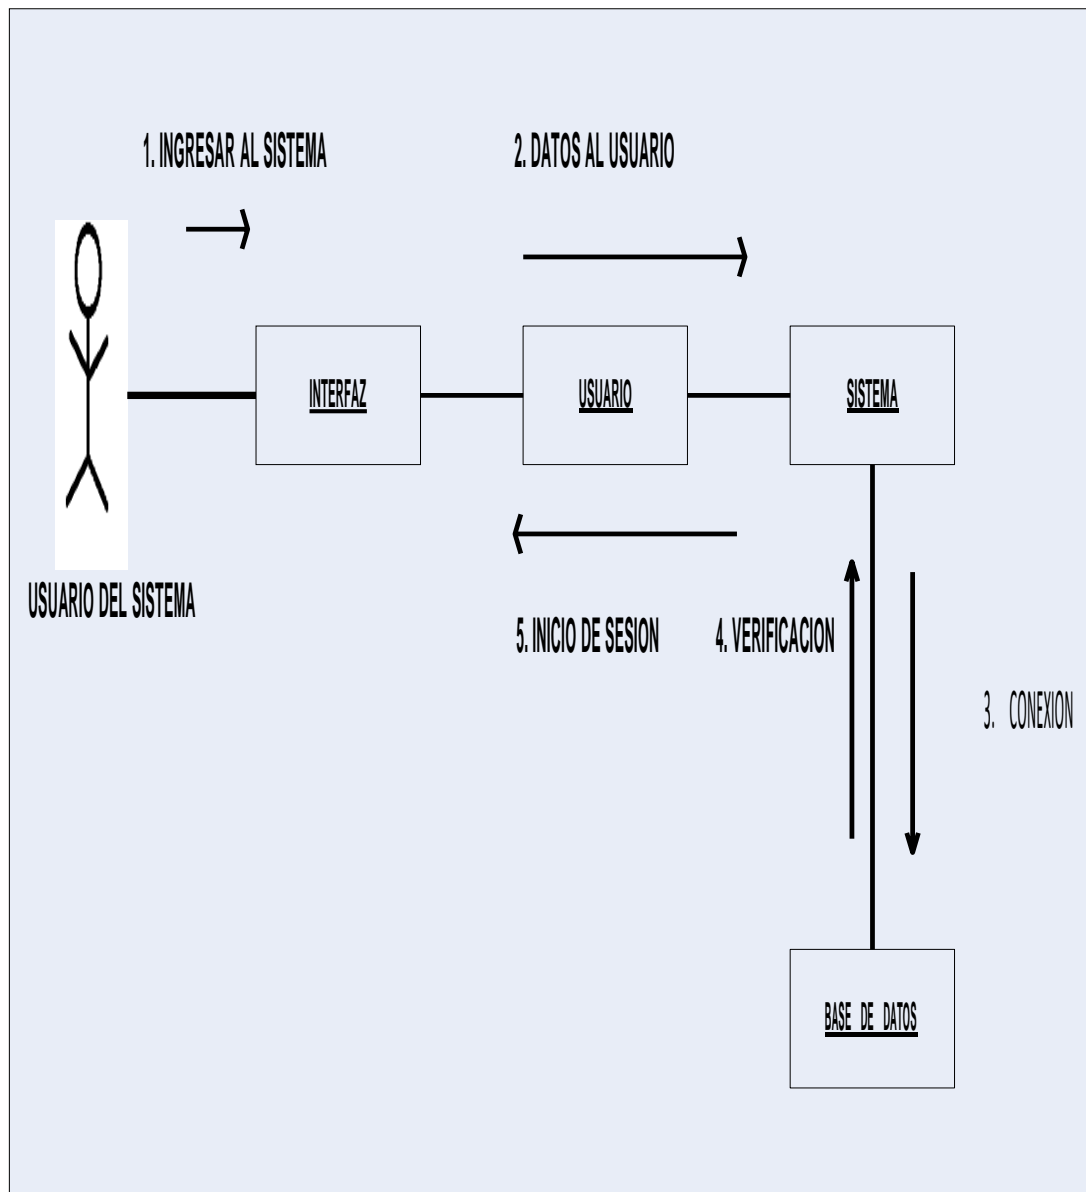 1. INGRESAR AL SISTEMA
2. DATOS AL USUARIO
INTERFAZ
USUARIO
SISTEMA
USUARIO DEL SISTEMA
5. INICIO DE SESION
4. VERIFICACION
3. CONEXION
BASE DE DATOS